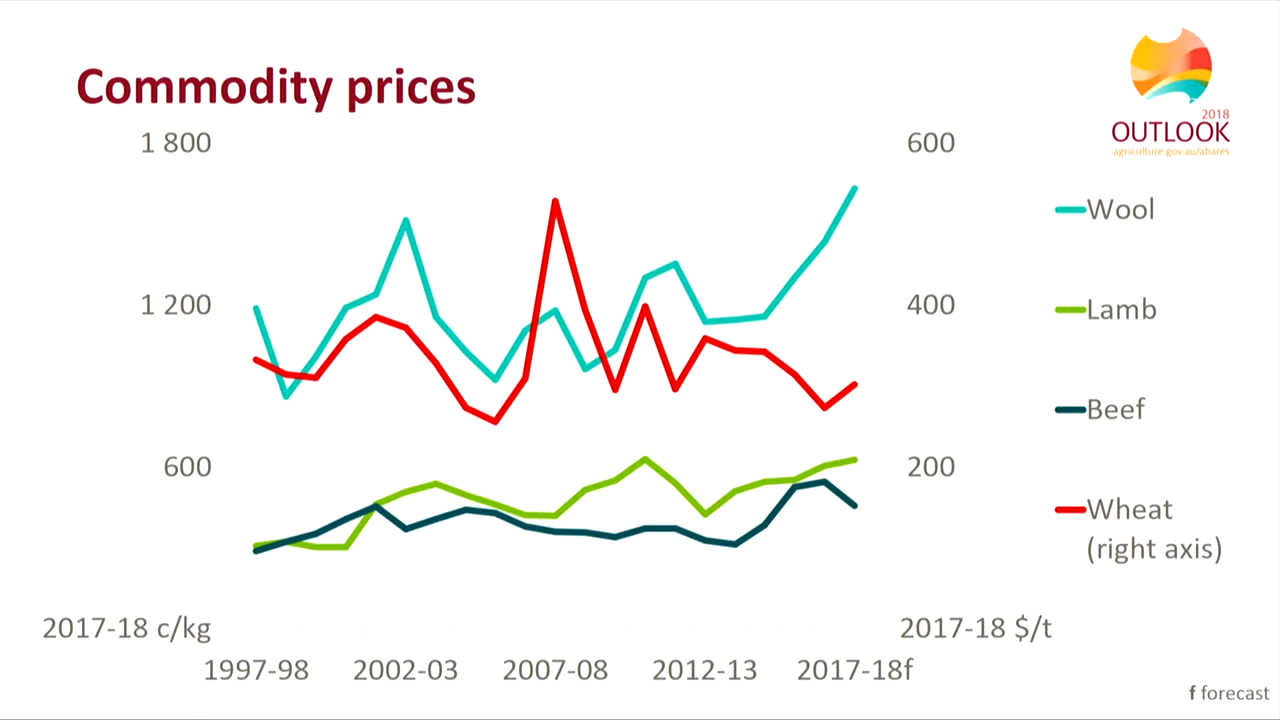 Commodity prices
2018
OUTLOOK
agriculture.gov.au/abares
1 800
600
Wool
1 200
400
Lamb
Beef
600
200
Wheat
(right axis)
2017-18 c/kg
2017-18 $/t
1997-98
2002-03
2007-08
2012-13
2017-18f
f forecast